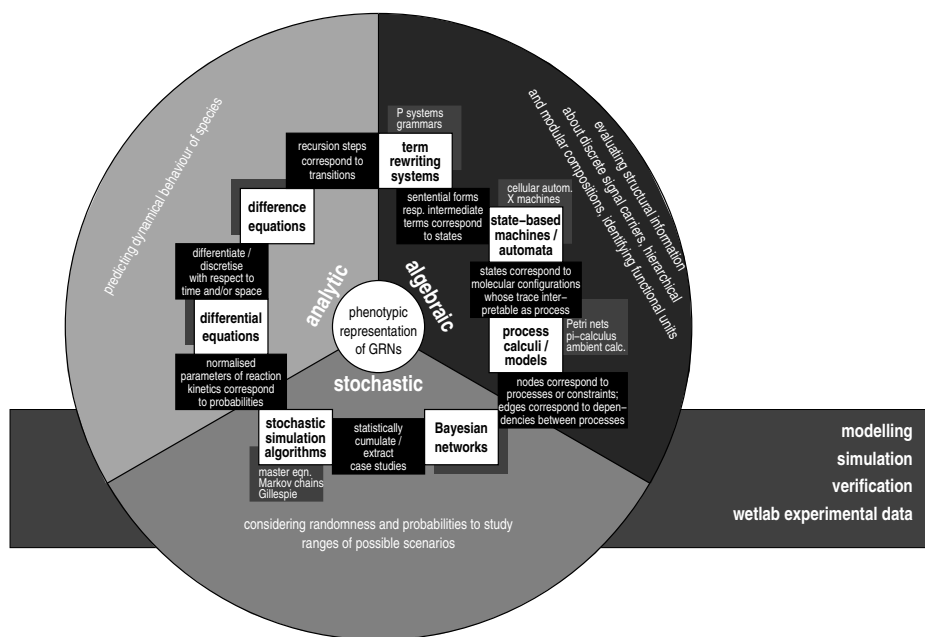 predicting dynamical behaviour of species
evaluating structural information
about discrete signal carriers, hierarchical
and modular compositions, identifying functional units
P systems
grammars
recursion steps
correspond to
transitions
term
rewriting
systems
difference
equations
sentential forms
resp. intermediate
terms correspond
to states
cellular autom.
X machines
state-based
machines /
automata
differentiate /
discretise
with respect to
time and/or space
analytic
algebraic
states correspond to
molecular configurations
whose trace inter-
pretable as process
differential
equations
phenotypic
representation
of GRNs
process
calculi /
models
Petri nets
pi-calculus
ambient calc.
normalised
parameters of reaction
kinetics correspond
to probabilities
stochastic
nodes correspond to
processes or constraints;
edges correspond to depen-
dencies between processes
stochastic
simulation
algorithms
statistically
cumulate /
extract
case studies
Bayesian
networks
master eqn.
Markov chains
Gillespie
considering randomness and probabilities to study
ranges of possible scenarios
modelling
simulation
verification
wetlab experimental data